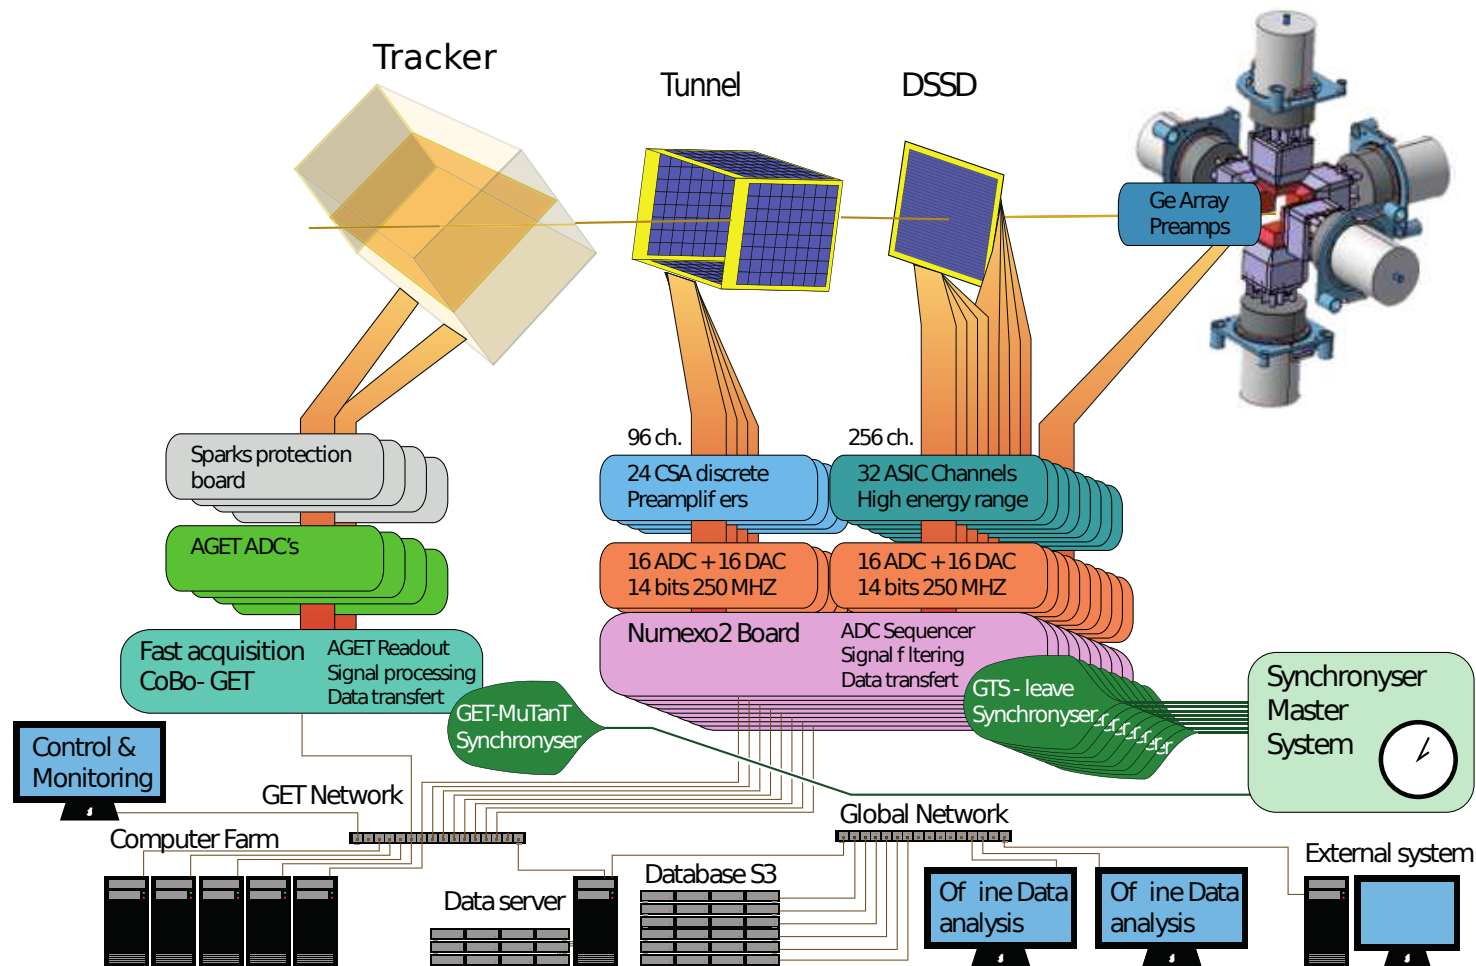 Tracker
Tunnel
DSSD
Ge Array
Preamps
96 ch.
256 ch.
Sparks protection
board
24 CSA discrete
Preamplif ers
32 ASIC Channels
High energy range
AGET ADC's
16 ADC + 16 DAC
14 bits 250 MHZ
16 ADC + 16 DAC
14 bits 250 MHZ
Fast acquisition
CoBo- GET
AGET Readout
Signal processing
Data transfert
Numexo2 Board
ADC Sequencer
Signal f ltering
Data transfert
GET-MuTanT
Synchronyser
GTS - leave
Synchronyser
Synchronyser
Master
System
Control &
Monitoring
GET Network
Computer Farm
Global Network
External system
Data server
Database S3
Of ine Data
analysis
Of ine Data
analysis